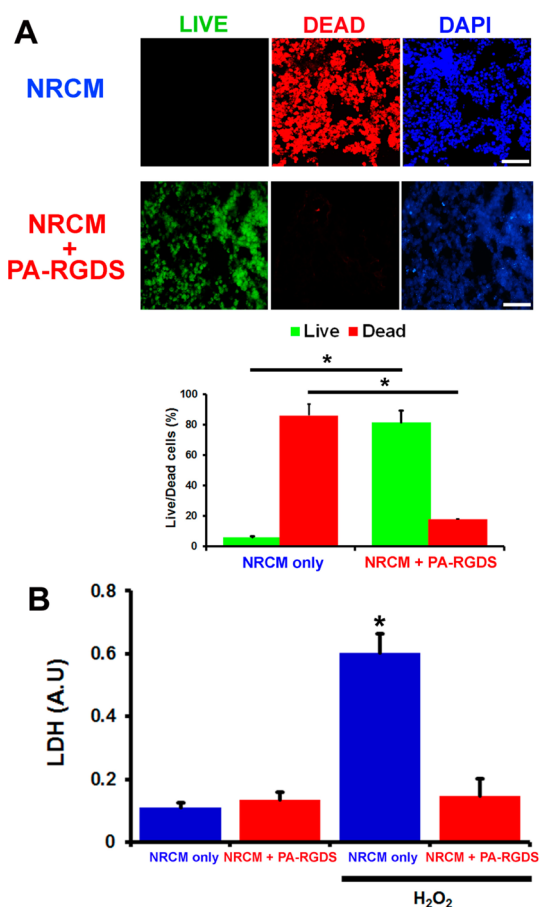 A
LIVE DEAD DAPI
NRCM
NRCM
+
PA-RGDS
Live Dead
*
*
Live/Dead cells (%)
100
80
60
40
20
0
NRCM only NRCM + PA-RGDS
B
LDH (A.U)
0.8
0.6
0.4
0.2
0
*
NRCM only NRCM + PA-RGDS NRCM only NRCM + PA-RGDS
H₂O₂